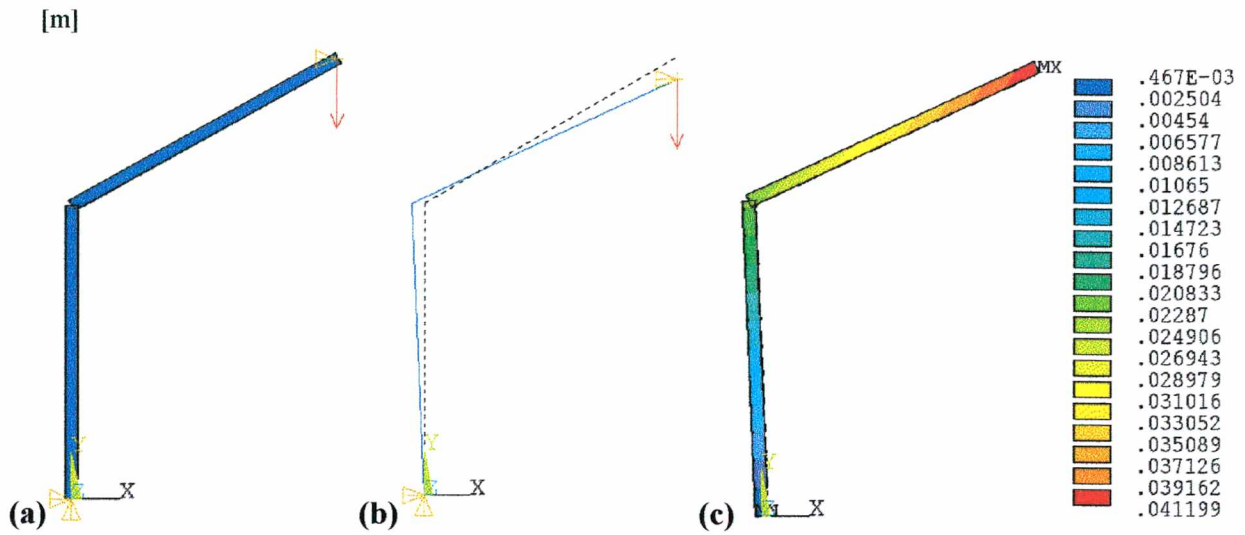 [m]
MX
.467E-03
.002504
.00454
.006577
.008613
.01065
.012687
.014723
.01676
.018796
.020833
.02287
.024906
.026943
.028979
.031016
.033052
.035089
.037126
.039162
.041199
Y
X
(a)
Y
X
(b)
Y
X
(c)